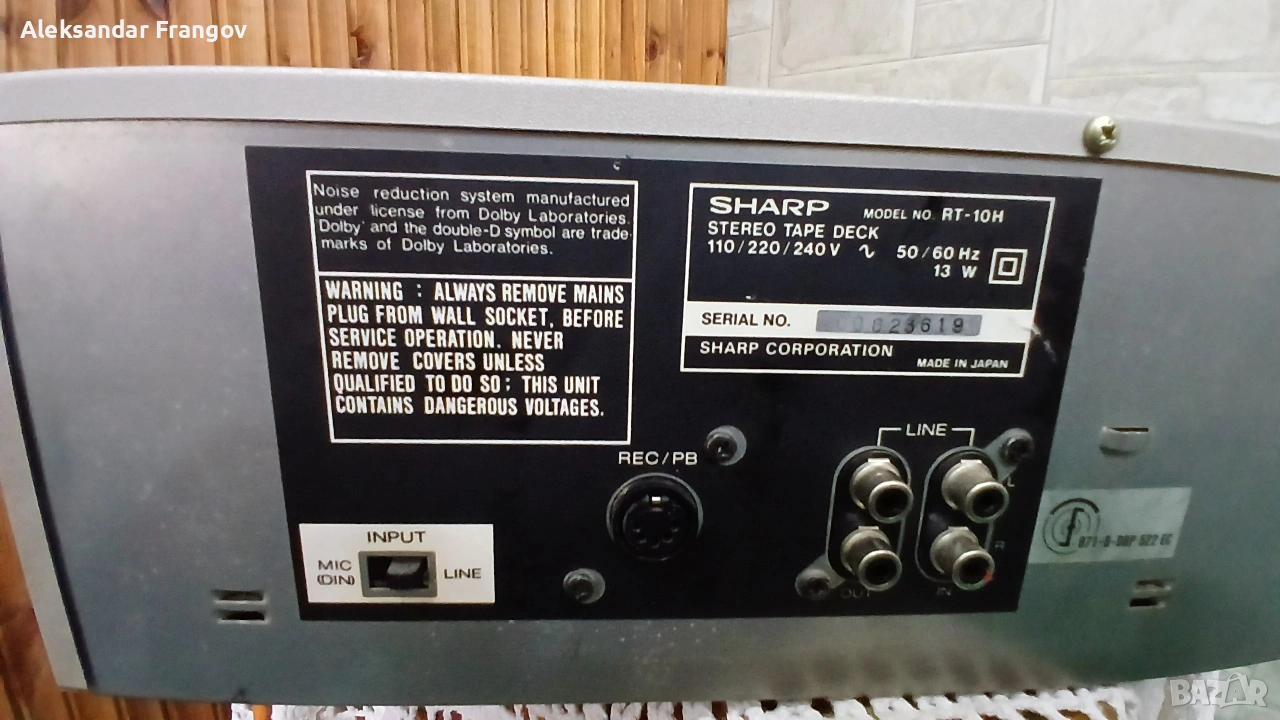 Aleksandar Frangov
Noise reduction system manufactured
under license from Dolby Laboratories.
Dolby' and the double-D symbol are trade-
marks of Dolby Laboratories.
WARNING : ALWAYS REMOVE MAINS
PLUG FROM WALL SOCKET, BEFORE
SERVICE OPERATION. NEVER
REMOVE COVERS UNLESS
QUALIFIED TO DO SO; THIS UNIT
CONTAINS DANGEROUS VOLTAGES.
SHARP MODEL NO. RT-10H
STEREO TAPE DECK
110/220/240V ∿ 50/60Hz
13 W
SERIAL NO. 0023619
SHARP CORPORATION MADE IN JAPAN
REC/PB
LINE
L
R
OUT IN
INPUT
MIC
(DIN)
LINE
BAZAR